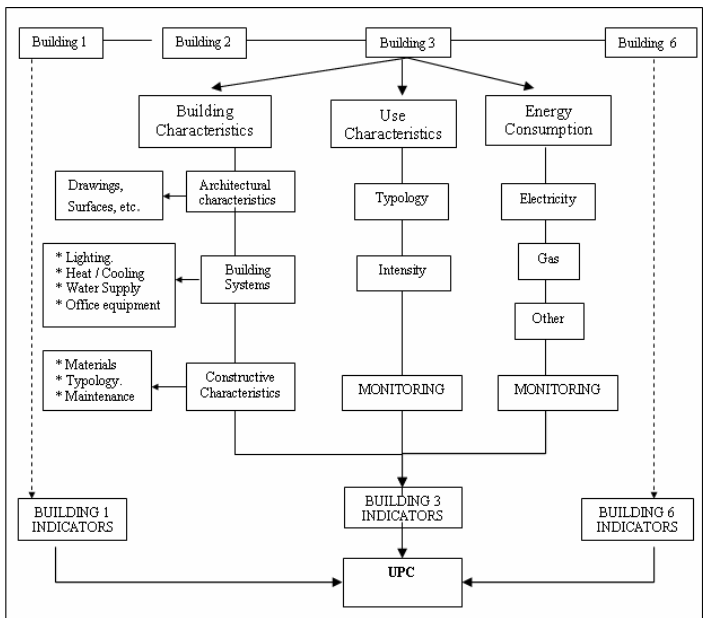 Building 1
Building 2
Building 3
Building 6
Building
Characteristics
Use
Characteristics
Energy
Consumption
Drawings,
Surfaces, etc.
Architectural
characteristics
Typology
Electricity
* Lighting.
* Heat / Cooling
* Water Supply
* Office equipment
Building
Systems
Intensity
Gas
Other
* Materials
* Typology.
* Maintenance
Constructive
Characteristics
MONITORING
MONITORING
BUILDING 1
INDICATORS
BUILDING 3
INDICATORS
BUILDING 6
INDICATORS
UPC